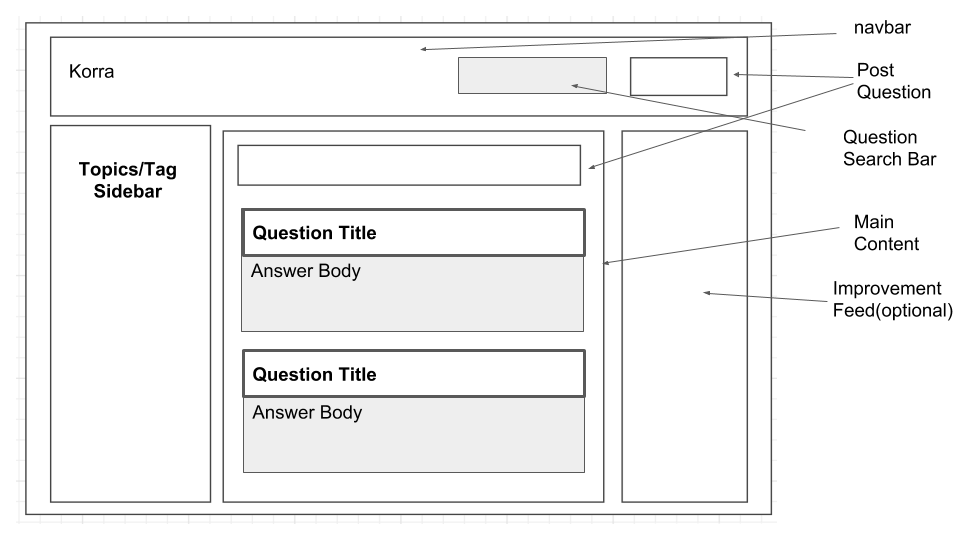 navbar
Korra
Post
Question
Question
Search Bar
Topics/Tag
Sidebar
Question Title
Answer Body
Main
Content
Improvement
Feed(optional)
Question Title
Answer Body